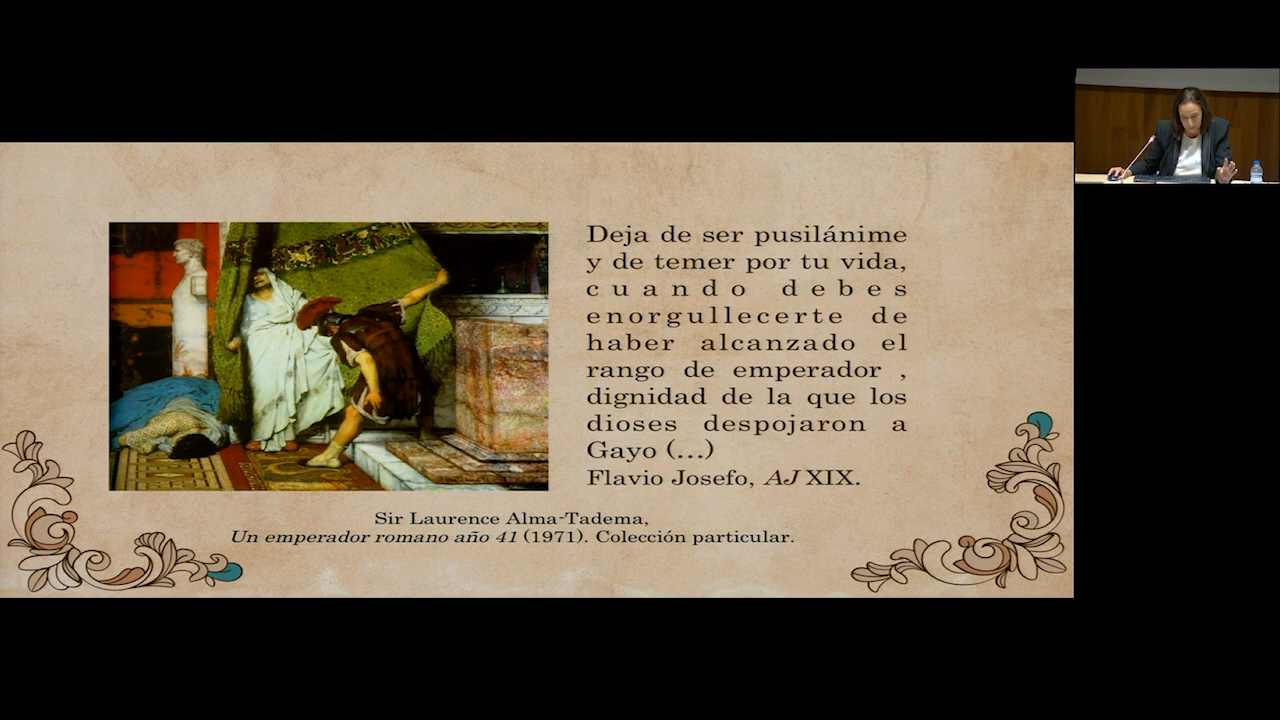 Deja de ser pusilánime
y de temer por tu vida,
cuando debes
enorgullecerte de
haber alcanzado el
rango de emperador ,
dignidad de la que los
dioses despojaron a
Gayo (...)
Flavio Josefo, AJ XIX.
Sir Laurence Alma-Tadema,
Un emperador romano año 41 (1971). Colección particular.